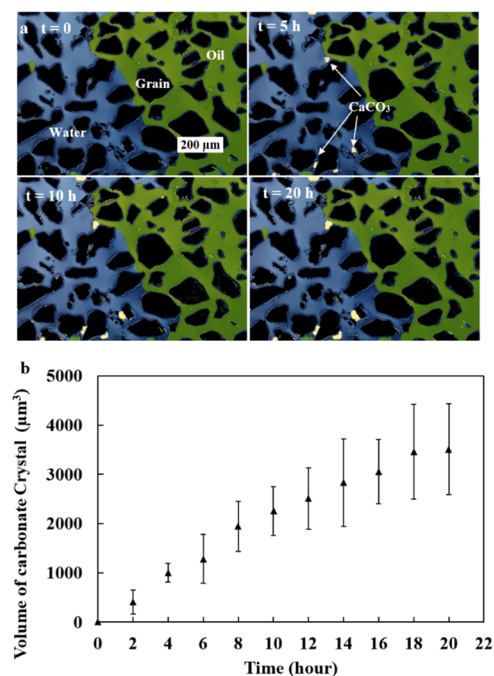 a t = 0
Oil
Grain
Water
200 µm
t = 5 h
CaCO₃
t = 10 h
t = 20 h
b
Volume of carbonate Crystal (µm³)
5000
4000
3000
2000
1000
0
0 2 4 6 8 10 12 14 16 18 20 22
Time (hour)